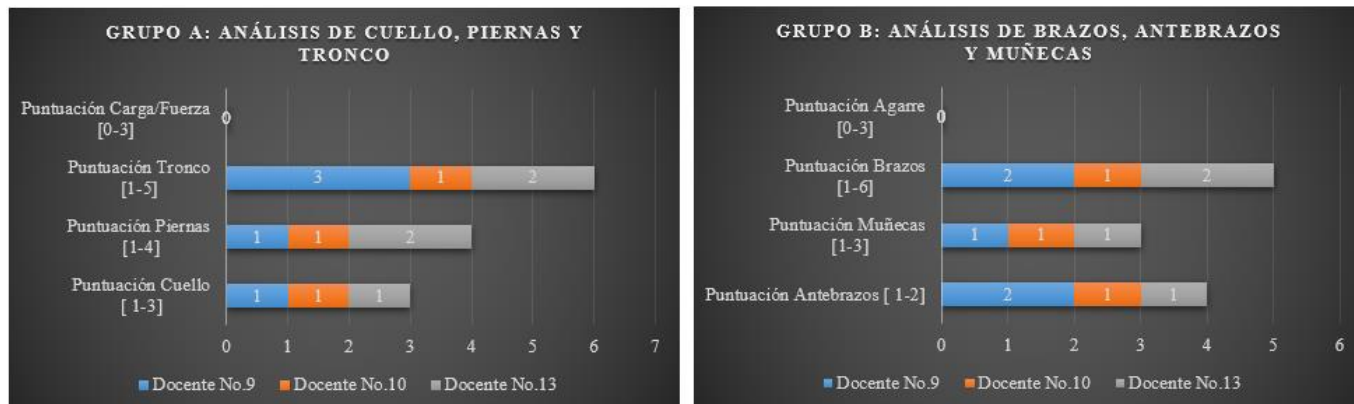 GRUPO A: ANÁLISIS DE CUELLO, PIERNAS Y
TRONCO
Puntuación Carga/Fuerza
[0-3]
0
Puntuación Tronco
[1-5]
3 1 2
Puntuación Piernas
[1-4]
1 1 2
Puntuación Cuello
[ 1-3]
1 1 1
0 1 2 3 4 5 6 7
Docente No.9 Docente No.10 Docente No.13
GRUPO B: ANÁLISIS DE BRAZOS, ANTEBRAZOS
Y MUÑECAS
Puntuación Agarre
[0-3]
0
Puntuación Brazos
[1-6]
2 1 2
Puntuación Muñecas
[1-3]
1 1 1
Puntuación Antebrazos [ 1-2]
2 1 1
0 1 2 3 4 5 6
Docente No.9 Docente No.10 Docente No.13